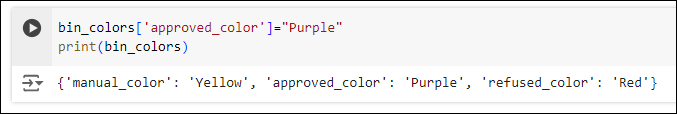 bin_colors['approved_color']="Purple"
print(bin_colors)
{'manual_color': 'Yellow', 'approved_color': 'Purple', 'refused_color': 'Red'}